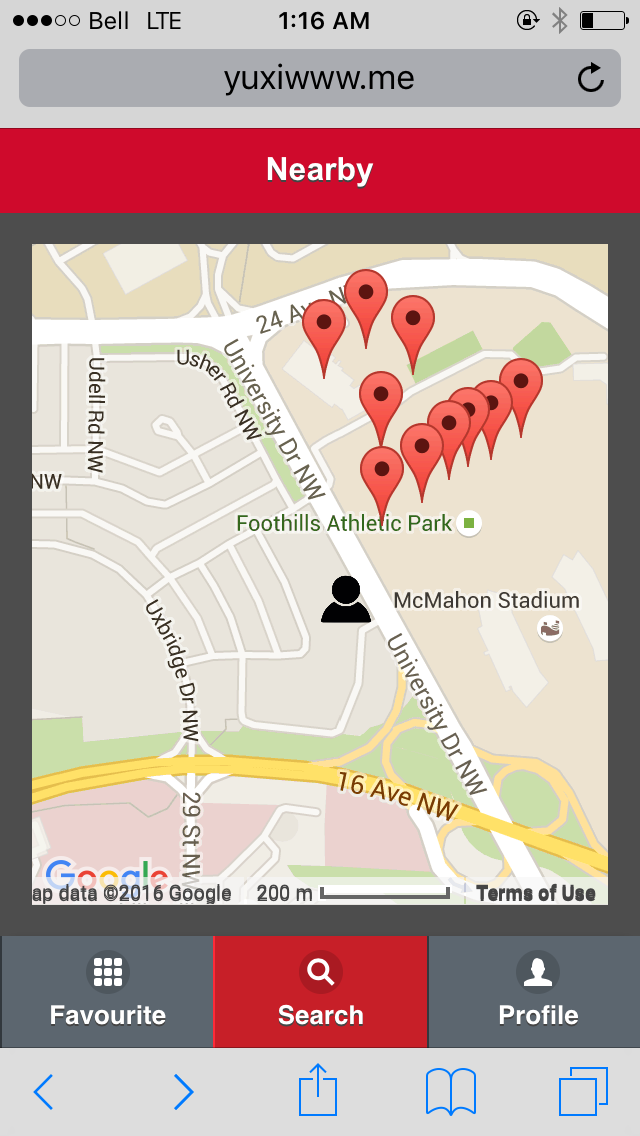 Bell LTE 1:16 AM
yuxiwww.me
Nearby
24 Av N
Usher Rd NW
University Dr NW
Udell Rd NW
NW
Foothills Athletic Park
McMahon Stadium
Uxbridge Dr NW
University Dr NW
16 Ave NW
29 St NW
Google
ap data ©2016 Google 200 m Terms of Use
Favourite Search Profile